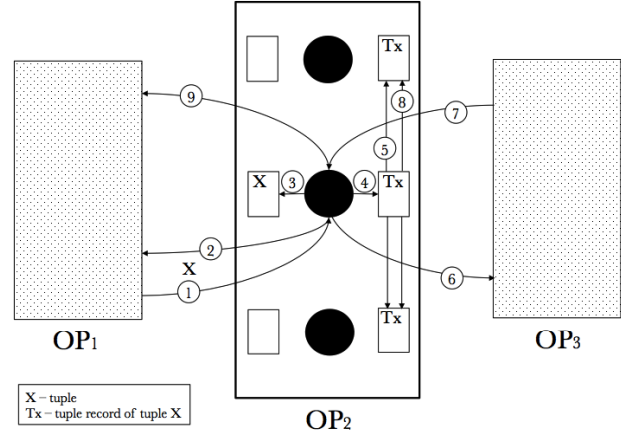 Tx
9
8
7
5
X
3
4
Tx
2
X
1
6
Tx
OP1
OP3
X – tuple
Tx – tuple record of tuple X
OP2